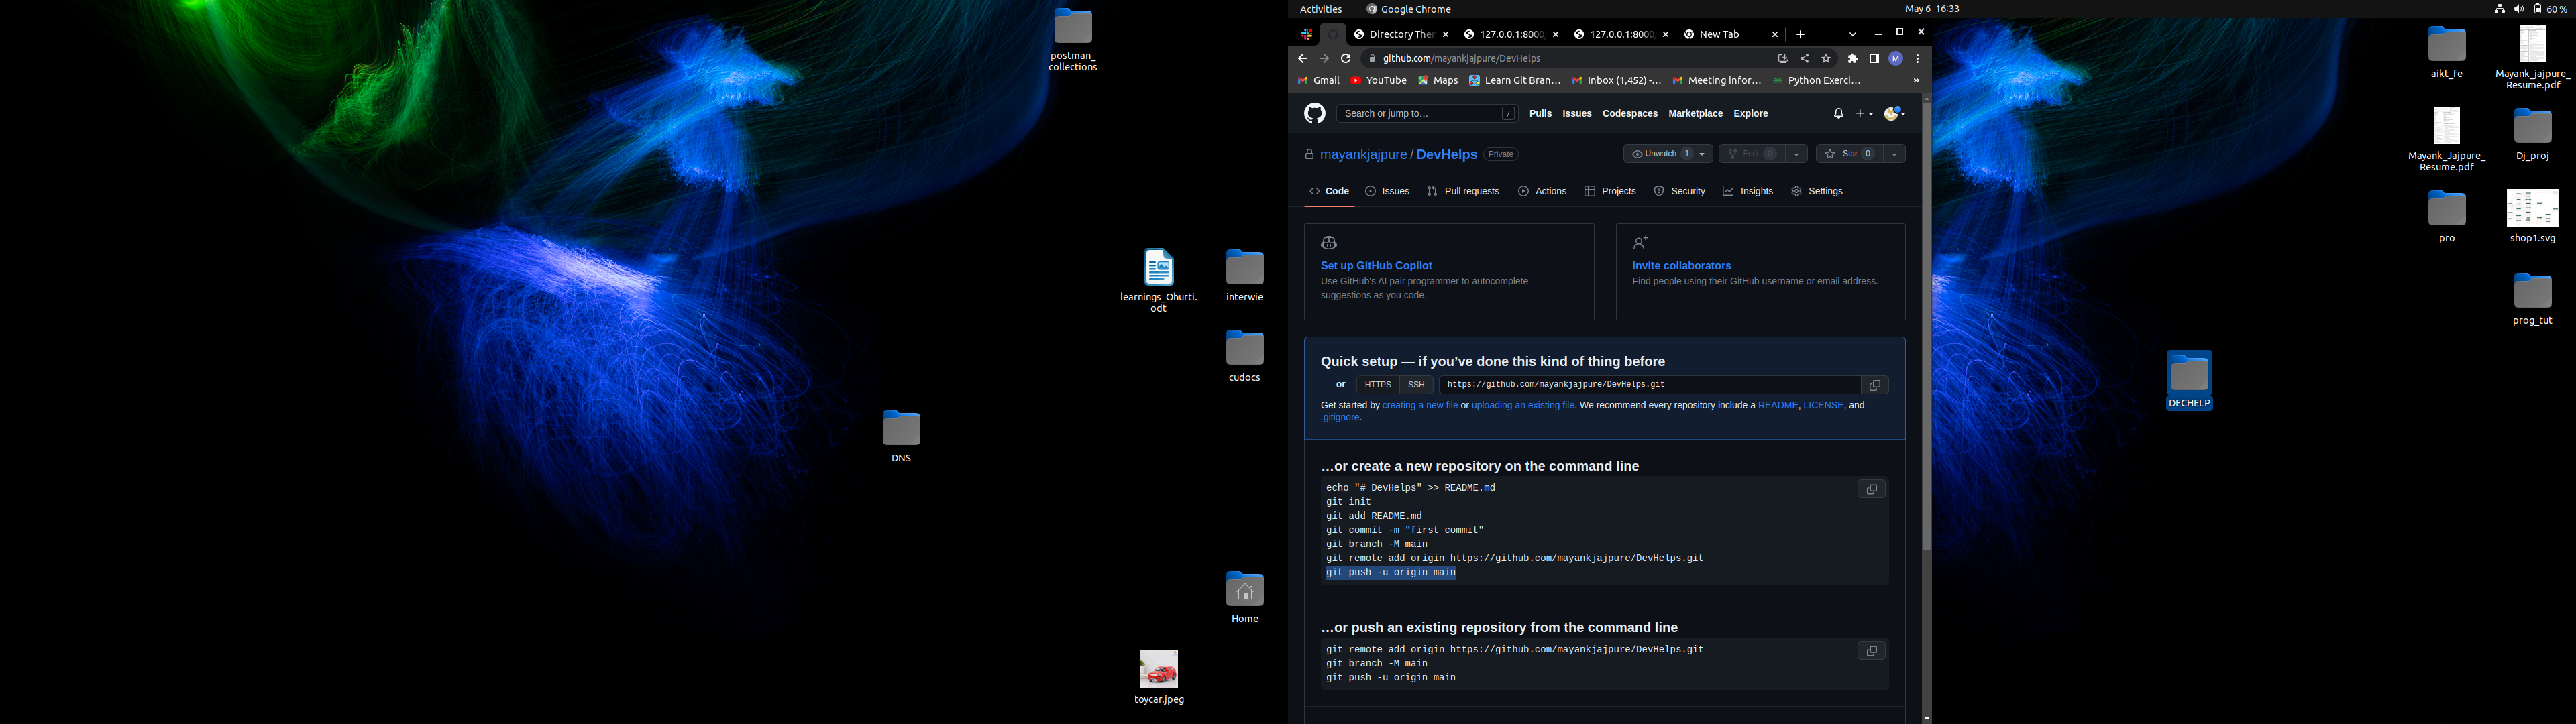 postman_
collections
learnings_Ohurti.
odt
interwie
cudocs
DNS
Home
toycar.jpeg
Activities
Google Chrome
May 6 16:33
60 %
Directory Then
127.0.0.1:8000,
127.0.0.1:8000,
New Tab
github.com/mayankjajpure/DevHelps
M
Gmail
YouTube
Maps
Learn Git Bran…
Inbox (1,452) -…
Meeting infor…
Python Exerci…
»
Search or jump to…
/
Pulls
Issues
Codespaces
Marketplace
Explore
mayankjajpure / DevHelps
Private
Unwatch 1
Fork 0
Star 0
Code
Issues
Pull requests
Actions
Projects
Security
Insights
Settings
Set up GitHub Copilot
Use GitHub's AI pair programmer to autocomplete
suggestions as you code.
Invite collaborators
Find people using their GitHub username or email address.
Quick setup — if you’ve done this kind of thing before
or
HTTPS
SSH
https://github.com/mayankjajpure/DevHelps.git
Get started by creating a new file or uploading an existing file. We recommend every repository include a README, LICENSE, and
.gitignore.
…or create a new repository on the command line
echo "# DevHelps" >> README.md
git init
git add README.md
git commit -m "first commit"
git branch -M main
git remote add origin https://github.com/mayankjajpure/DevHelps.git
git push -u origin main
…or push an existing repository from the command line
git remote add origin https://github.com/mayankjajpure/DevHelps.git
git branch -M main
git push -u origin main
aikt_fe
Mayank_jajpure_
Resume.pdf
Mayank_Jajpure_
Resume.pdf
Dj_proj
pro
shop1.svg
prog_tut
DECHELP